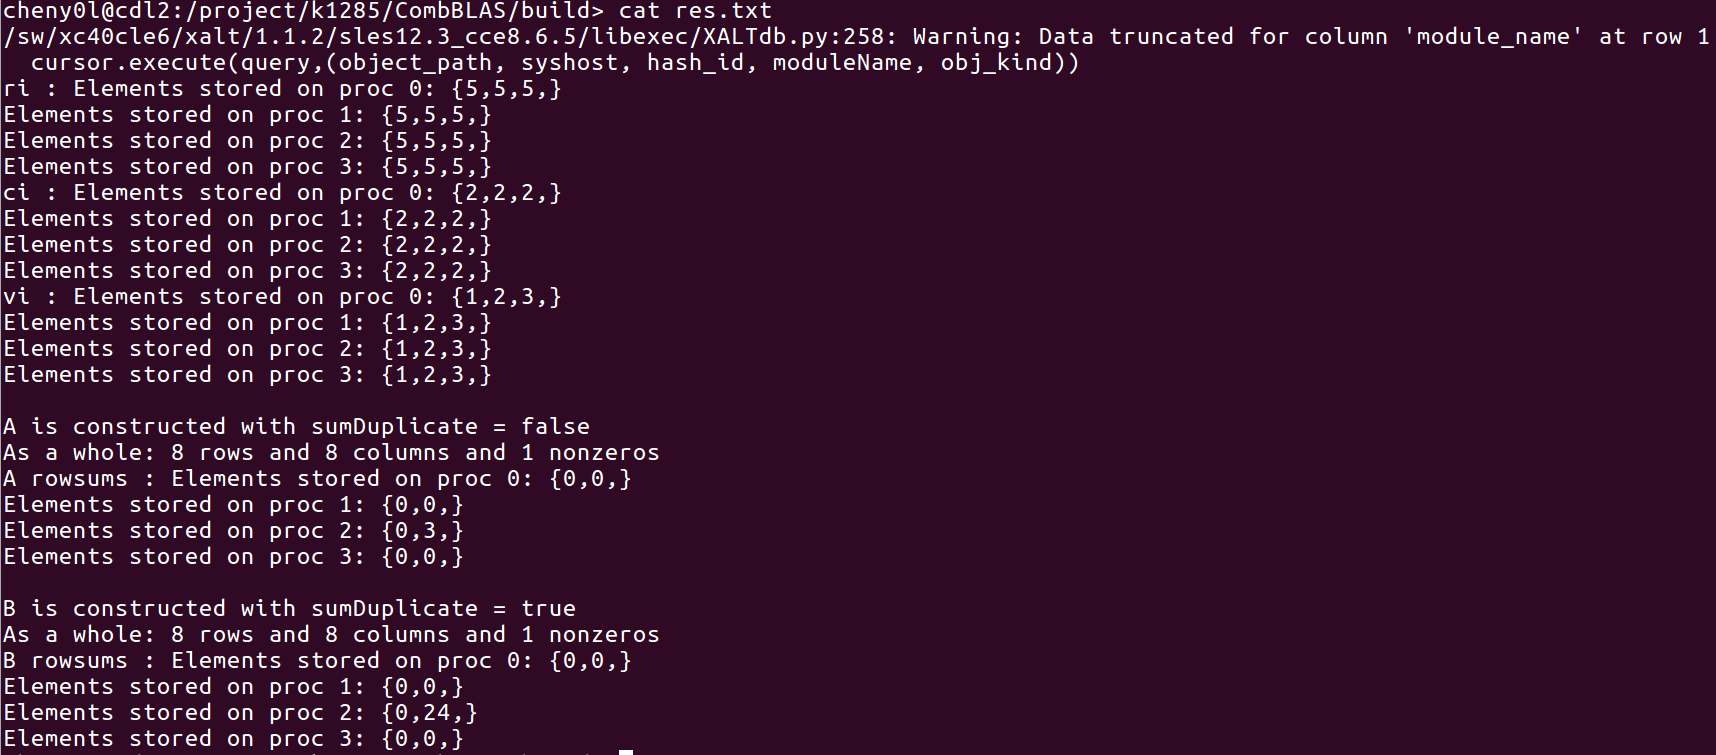 cheny0l@cdl2:/project/k1285/CombBLAS/build> cat res.txt
/sw/xc40cle6/xalt/1.1.2/sles12.3_cce8.6.5/libexec/XALTdb.py:258: Warning: Data truncated for column 'module_name' at row 1
  cursor.execute(query,(object_path, syshost, hash_id, moduleName, obj_kind))
ri : Elements stored on proc 0: {5,5,5,}
Elements stored on proc 1: {5,5,5,}
Elements stored on proc 2: {5,5,5,}
Elements stored on proc 3: {5,5,5,}
ci : Elements stored on proc 0: {2,2,2,}
Elements stored on proc 1: {2,2,2,}
Elements stored on proc 2: {2,2,2,}
Elements stored on proc 3: {2,2,2,}
vi : Elements stored on proc 0: {1,2,3,}
Elements stored on proc 1: {1,2,3,}
Elements stored on proc 2: {1,2,3,}
Elements stored on proc 3: {1,2,3,}

A is constructed with sumDuplicate = false
As a whole: 8 rows and 8 columns and 1 nonzeros
A rowsums : Elements stored on proc 0: {0,0,}
Elements stored on proc 1: {0,0,}
Elements stored on proc 2: {0,3,}
Elements stored on proc 3: {0,0,}

B is constructed with sumDuplicate = true
As a whole: 8 rows and 8 columns and 1 nonzeros
B rowsums : Elements stored on proc 0: {0,0,}
Elements stored on proc 1: {0,0,}
Elements stored on proc 2: {0,24,}
Elements stored on proc 3: {0,0,}